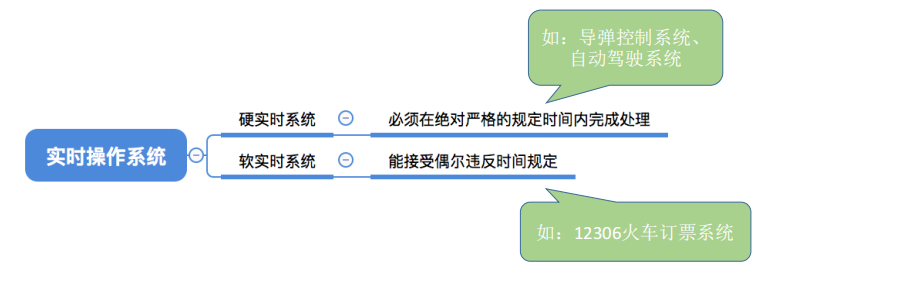 如：导弹控制系统、
自动驾驶系统
硬实时系统
必须在绝对严格的规定时间内完成处理
实时操作系统
软实时系统
能接受偶尔违反时间规定
如：12306火车订票系统